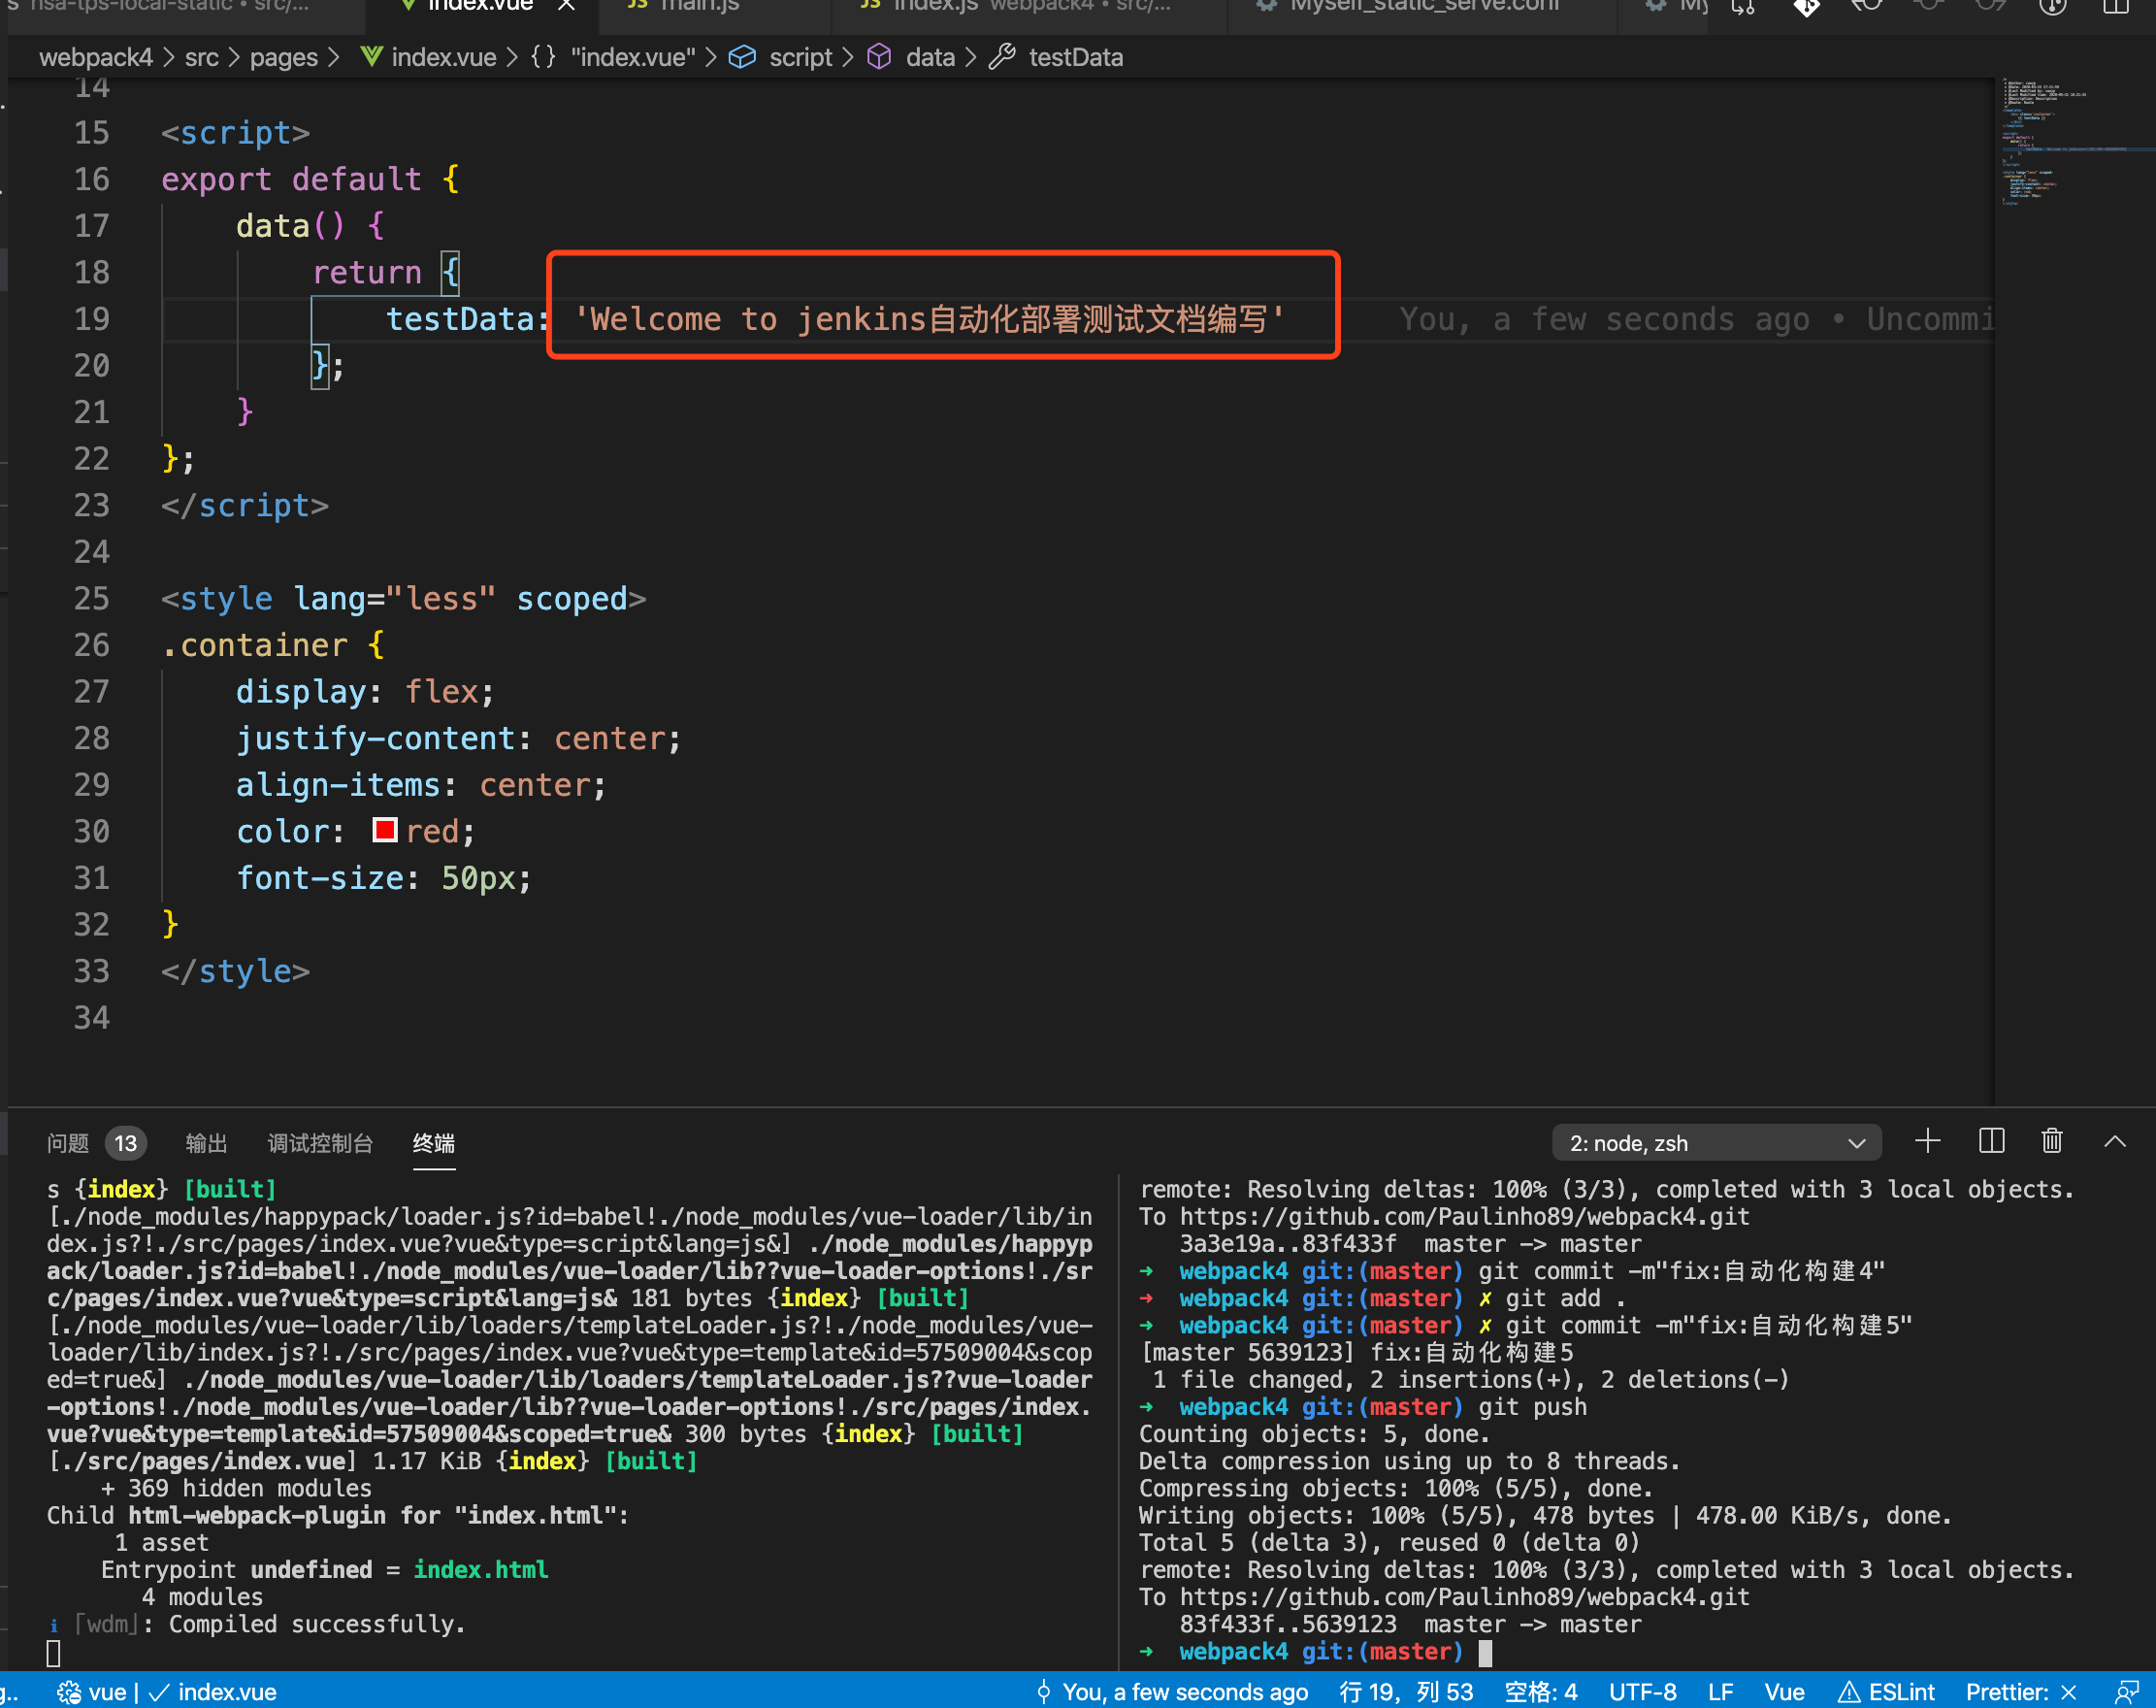 nsa-tps-local-static • src/...
index.vue
JS main.js
JS index.js webpack4 • src/...
Myself_static_serve.conf
My
webpack4 > src > pages > index.vue > {} "index.vue" > script > data > testData
14
15 <script>
16 export default {
17 data() {
18 return {
19 testData: 'Welcome to jenkins自动化部署测试文档编写' You, a few seconds ago • Uncommi
20 };
21 }
22 };
23 </script>
24
25 <style lang="less" scoped>
26 .container {
27 display: flex;
28 justify-content: center;
29 align-items: center;
30 color: red;
31 font-size: 50px;
32 }
33 </style>
34
问题 13 输出 调试控制台 终端 2: node, zsh
s {index} [built]
[./node_modules/happypack/loader.js?id=babel!./node_modules/vue-loader/lib/in
dex.js?!./src/pages/index.vue?vue&type=script&lang=js&] ./node_modules/happyp
ack/loader.js?id=babel!./node_modules/vue-loader/lib??vue-loader-options!./sr
c/pages/index.vue?vue&type=script&lang=js& 181 bytes {index} [built]
[./node_modules/vue-loader/lib/loaders/templateLoader.js?!./node_modules/vue-
loader/lib/index.js?!./src/pages/index.vue?vue&type=template&id=57509004&scop
ed=true&] ./node_modules/vue-loader/lib/loaders/templateLoader.js??vue-loader
-options!./node_modules/vue-loader/lib??vue-loader-options!./src/pages/index.
vue?vue&type=template&id=57509004&scoped=true& 300 bytes {index} [built]
[./src/pages/index.vue] 1.17 KiB {index} [built]
+ 369 hidden modules
Child html-webpack-plugin for "index.html":
1 asset
Entrypoint undefined = index.html
4 modules
i ｢wdm｣: Compiled successfully.
remote: Resolving deltas: 100% (3/3), completed with 3 local objects.
To https://github.com/Paulinho89/webpack4.git
3a3e19a..83f433f master -> master
→ webpack4 git:(master) git commit -m"fix:自动化构建4"
→ webpack4 git:(master) ✗ git add .
→ webpack4 git:(master) ✗ git commit -m"fix:自动化构建5"
[master 5639123] fix:自动化构建5
1 file changed, 2 insertions(+), 2 deletions(-)
→ webpack4 git:(master) git push
Counting objects: 5, done.
Delta compression using up to 8 threads.
Compressing objects: 100% (5/5), done.
Writing objects: 100% (5/5), 478 bytes | 478.00 KiB/s, done.
Total 5 (delta 3), reused 0 (delta 0)
remote: Resolving deltas: 100% (3/3), completed with 3 local objects.
To https://github.com/Paulinho89/webpack4.git
83f433f..5639123 master -> master
→ webpack4 git:(master)
g.. vue | ✓ index.vue You, a few seconds ago 行 19，列 53 空格: 4 UTF-8 LF Vue ESLint Prettier: ×